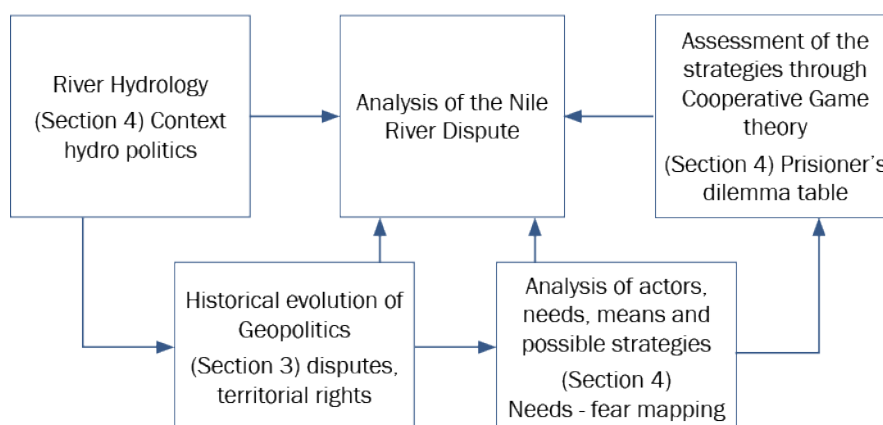 River Hydrology
(Section 4) Context
hydro politics
Analysis of the Nile
River Dispute
Assessment of the
strategies through
Cooperative Game
theory
(Section 4) Prisioner's
dilemma table
Historical evolution of
Geopolitics
(Section 3) disputes,
territorial rights
Analysis of actors,
needs, means and
possible strategies
(Section 4)
Needs - fear mapping